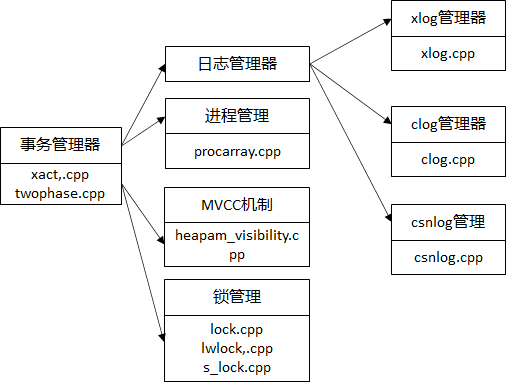 事务管理器
xact,.cpp
twophase.cpp
日志管理器
进程管理
procarray.cpp
MVCC机制
heapam_visibility.c
pp
锁管理
lock.cpp
lwlock,.cpp
s_lock.cpp
xlog管理器
xlog.cpp
clog管理器
clog.cpp
csnlog管理
csnlog.cpp